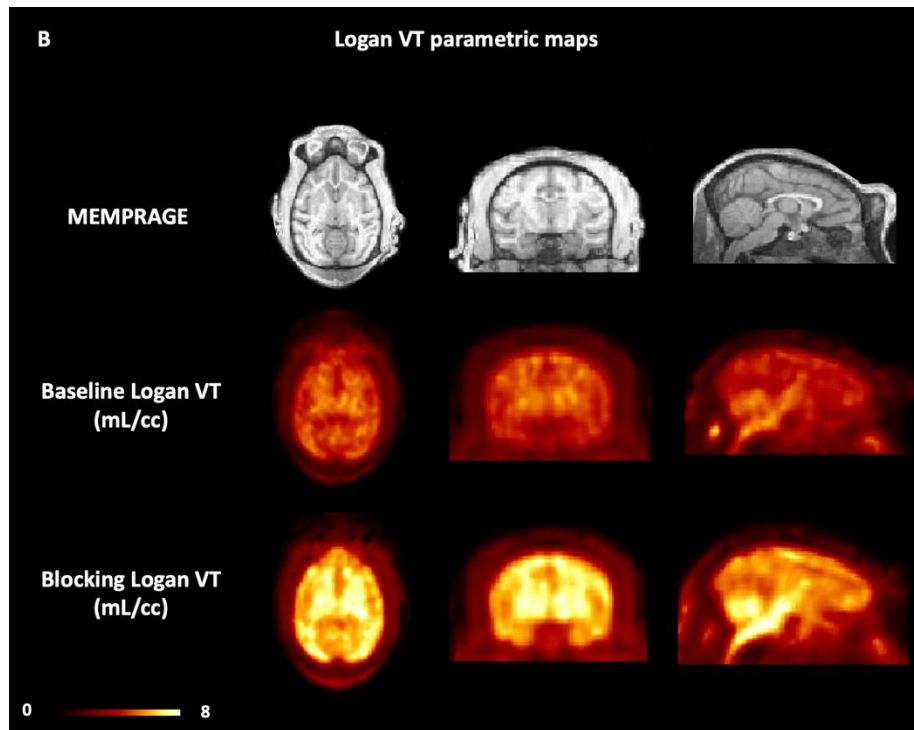 B
Logan VT parametric maps
MEMPRAGE
Baseline Logan VT
(mL/cc)
Blocking Logan VT
(mL/cc)
0
8